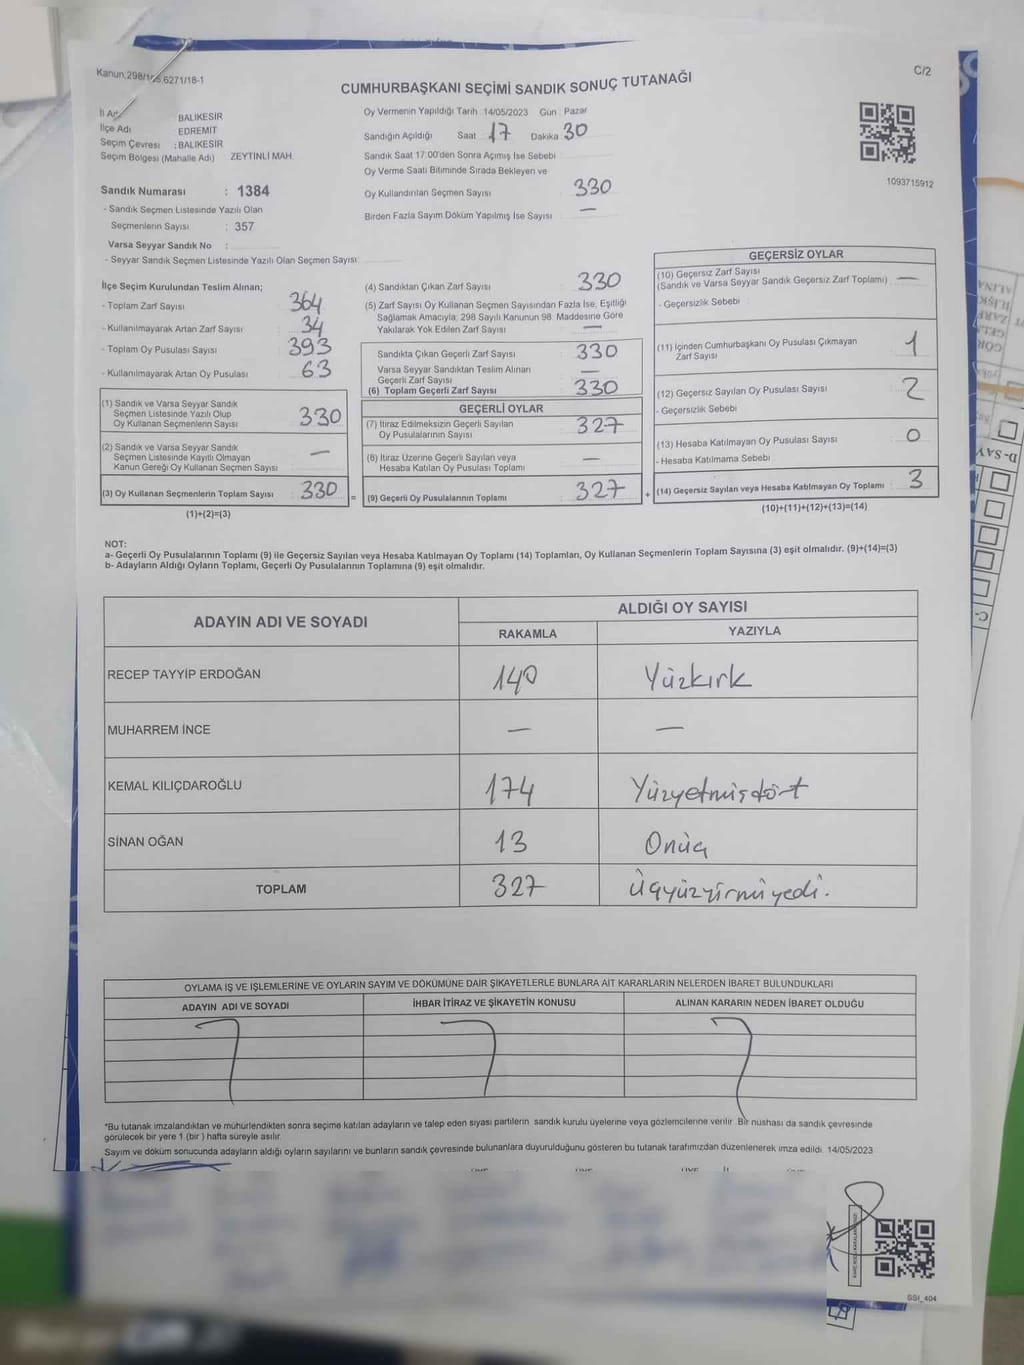 Kanun,298/105,6271/18-1
C/2
CUMHURBAŞKANI SEÇİMİ SANDIK SONUÇ TUTANAĞI
İl Adı BALIKESİR
İlçe Adı EDREMIT
Seçim Çevresi : BALIKESİR
Seçim Bölgesi (Mahalle Adı) ZEYTİNLİ MAH.
Sandık Numarası : 1384
- Sandık Seçmen Listesinde Yazılı Olan
Seçmenlerin Sayısı : 357
Varsa Seyyar Sandık No :
- Seyyar Sandık Seçmen Listesinde Yazılı Olan Seçmen Sayısı:
Oy Vermenin Yapıldığı Tarih 14/05/2023 Gün : Pazar
Sandığın Açıldığı Saat 17 Dakika 30
Sandık Saat 17:00'den Sonra Açımış İse Sebebi
Oy Verme Saati Bitiminde Sırada Bekleyen ve
Oy Kullandırılan Seçmen Sayısı 330
Birden Fazla Sayım Döküm Yapılmış İse Sayısı —
1093715912
İlçe Seçim Kurulundan Teslim Alınan;
- Toplam Zarf Sayısı 364
- Kullanılmayarak Artan Zarf Sayısı 34
- Toplam Oy Pusulası Sayısı 393
- Kullanılmayarak Artan Oy Pusulası 63
(1) Sandık ve Varsa Seyyar Sandık
Seçmen Listesinde Yazılı Olup
Oy Kullanan Seçmenlerin Sayısı 330
(2) Sandık ve Varsa Seyyar Sandık
Seçmen Listesinde Kayıtlı Olmayan
Kanun Gereği Oy Kullanan Seçmen Sayısı —
(3) Oy Kullanan Seçmenlerin Toplam Sayısı 330 =
(1)+(2)=(3)
(4) Sandıktan Çıkan Zarf Sayısı : 330
(5) Zarf Sayısı Oy Kullanan Seçmen Sayısından Fazla İse, Eşitliği
Sağlamak Amacıyla; 298 Sayılı Kanunun 98. Maddesine Göre
Yakılarak Yok Edilen Zarf Sayısı —
Sandıkta Çıkan Geçerli Zarf Sayısı : 330
Varsa Seyyar Sandıktan Teslim Alınan
Geçerli Zarf Sayısı —
(6) Toplam Geçerli Zarf Sayısı : 330
GEÇERLİ OYLAR
(7) İtiraz Edilmeksizin Geçerli Sayılan
Oy Pusulalarının Sayısı : 327
(8) İtiraz Üzerine Geçerli Sayılan veya
Hesaba Katılan Oy Pusulası Toplamı : —
(9) Geçerli Oy Pusulalarının Toplamı : 327 +
GEÇERSİZ OYLAR
(10) Geçersiz Zarf Sayısı
(Sandık ve Varsa Seyyar Sandık Geçersiz Zarf Toplamı) : —
- Geçersizlik Sebebi :
(11) İçinden Cumhurbaşkanı Oy Pusulası Çıkmayan
Zarf Sayısı : 1
(12) Geçersiz Sayılan Oy Pusulası Sayısı : 2
- Geçersizlik Sebebi :
(13) Hesaba Katılmayan Oy Pusulası Sayısı : 0
- Hesaba Katılmama Sebebi :
(14) Geçersiz Sayılan veya Hesaba Katılmayan Oy Toplamı : 3
(10)+(11)+(12)+(13)=(14)
NOT:
a- Geçerli Oy Pusulalarının Toplamı (9) ile Geçersiz Sayılan veya Hesaba Katılmayan Oy Toplamı (14) Toplamları, Oy Kullanan Seçmenlerin Toplam Sayısına (3) eşit olmalıdır. (9)+(14)=(3)
b- Adayların Aldığı Oyların Toplamı, Geçerli Oy Pusulalarının Toplamına (9) eşit olmalıdır.
ADAYIN ADI VE SOYADI
ALDIĞI OY SAYISI
RAKAMLA YAZIYLA
RECEP TAYYİP ERDOĞAN 140 Yüzkırk
MUHARREM İNCE — —
KEMAL KILIÇDAROĞLU 174 Yüzyetmişdört
SİNAN OĞAN 13 Onüç
TOPLAM 327 Üçyüzyirmiyedi.
OYLAMA İŞ VE İŞLEMLERİNE VE OYLARIN SAYIM VE DÖKÜMÜNE DAİR ŞİKAYETLERLE BUNLARA AİT KARARLARIN NELERDEN İBARET BULUNDUKLARI
ADAYIN ADI VE SOYADI İHBAR İTİRAZ VE ŞİKAYETİN KONUSU ALINAN KARARIN NEDEN İBARET OLDUĞU
*Bu tutanak imzalandıktan ve mühürlendikten sonra seçime katılan adayların ve talep eden siyasi partilerin sandık kurulu üyelerine veya gözlemcilerine verilir .Bir nüshası da sandık çevresinde
görülecek bir yere 1 (bir ) hafta süreyle asılır.
Sayım ve döküm sonucunda adayların aldığı oyların sayılarını ve bunların sandık çevresinde bulunanlara duyurulduğunu gösteren bu tutanak tarafımızdan düzenlenerek imza edildi. 14/05/2023
GSI_404